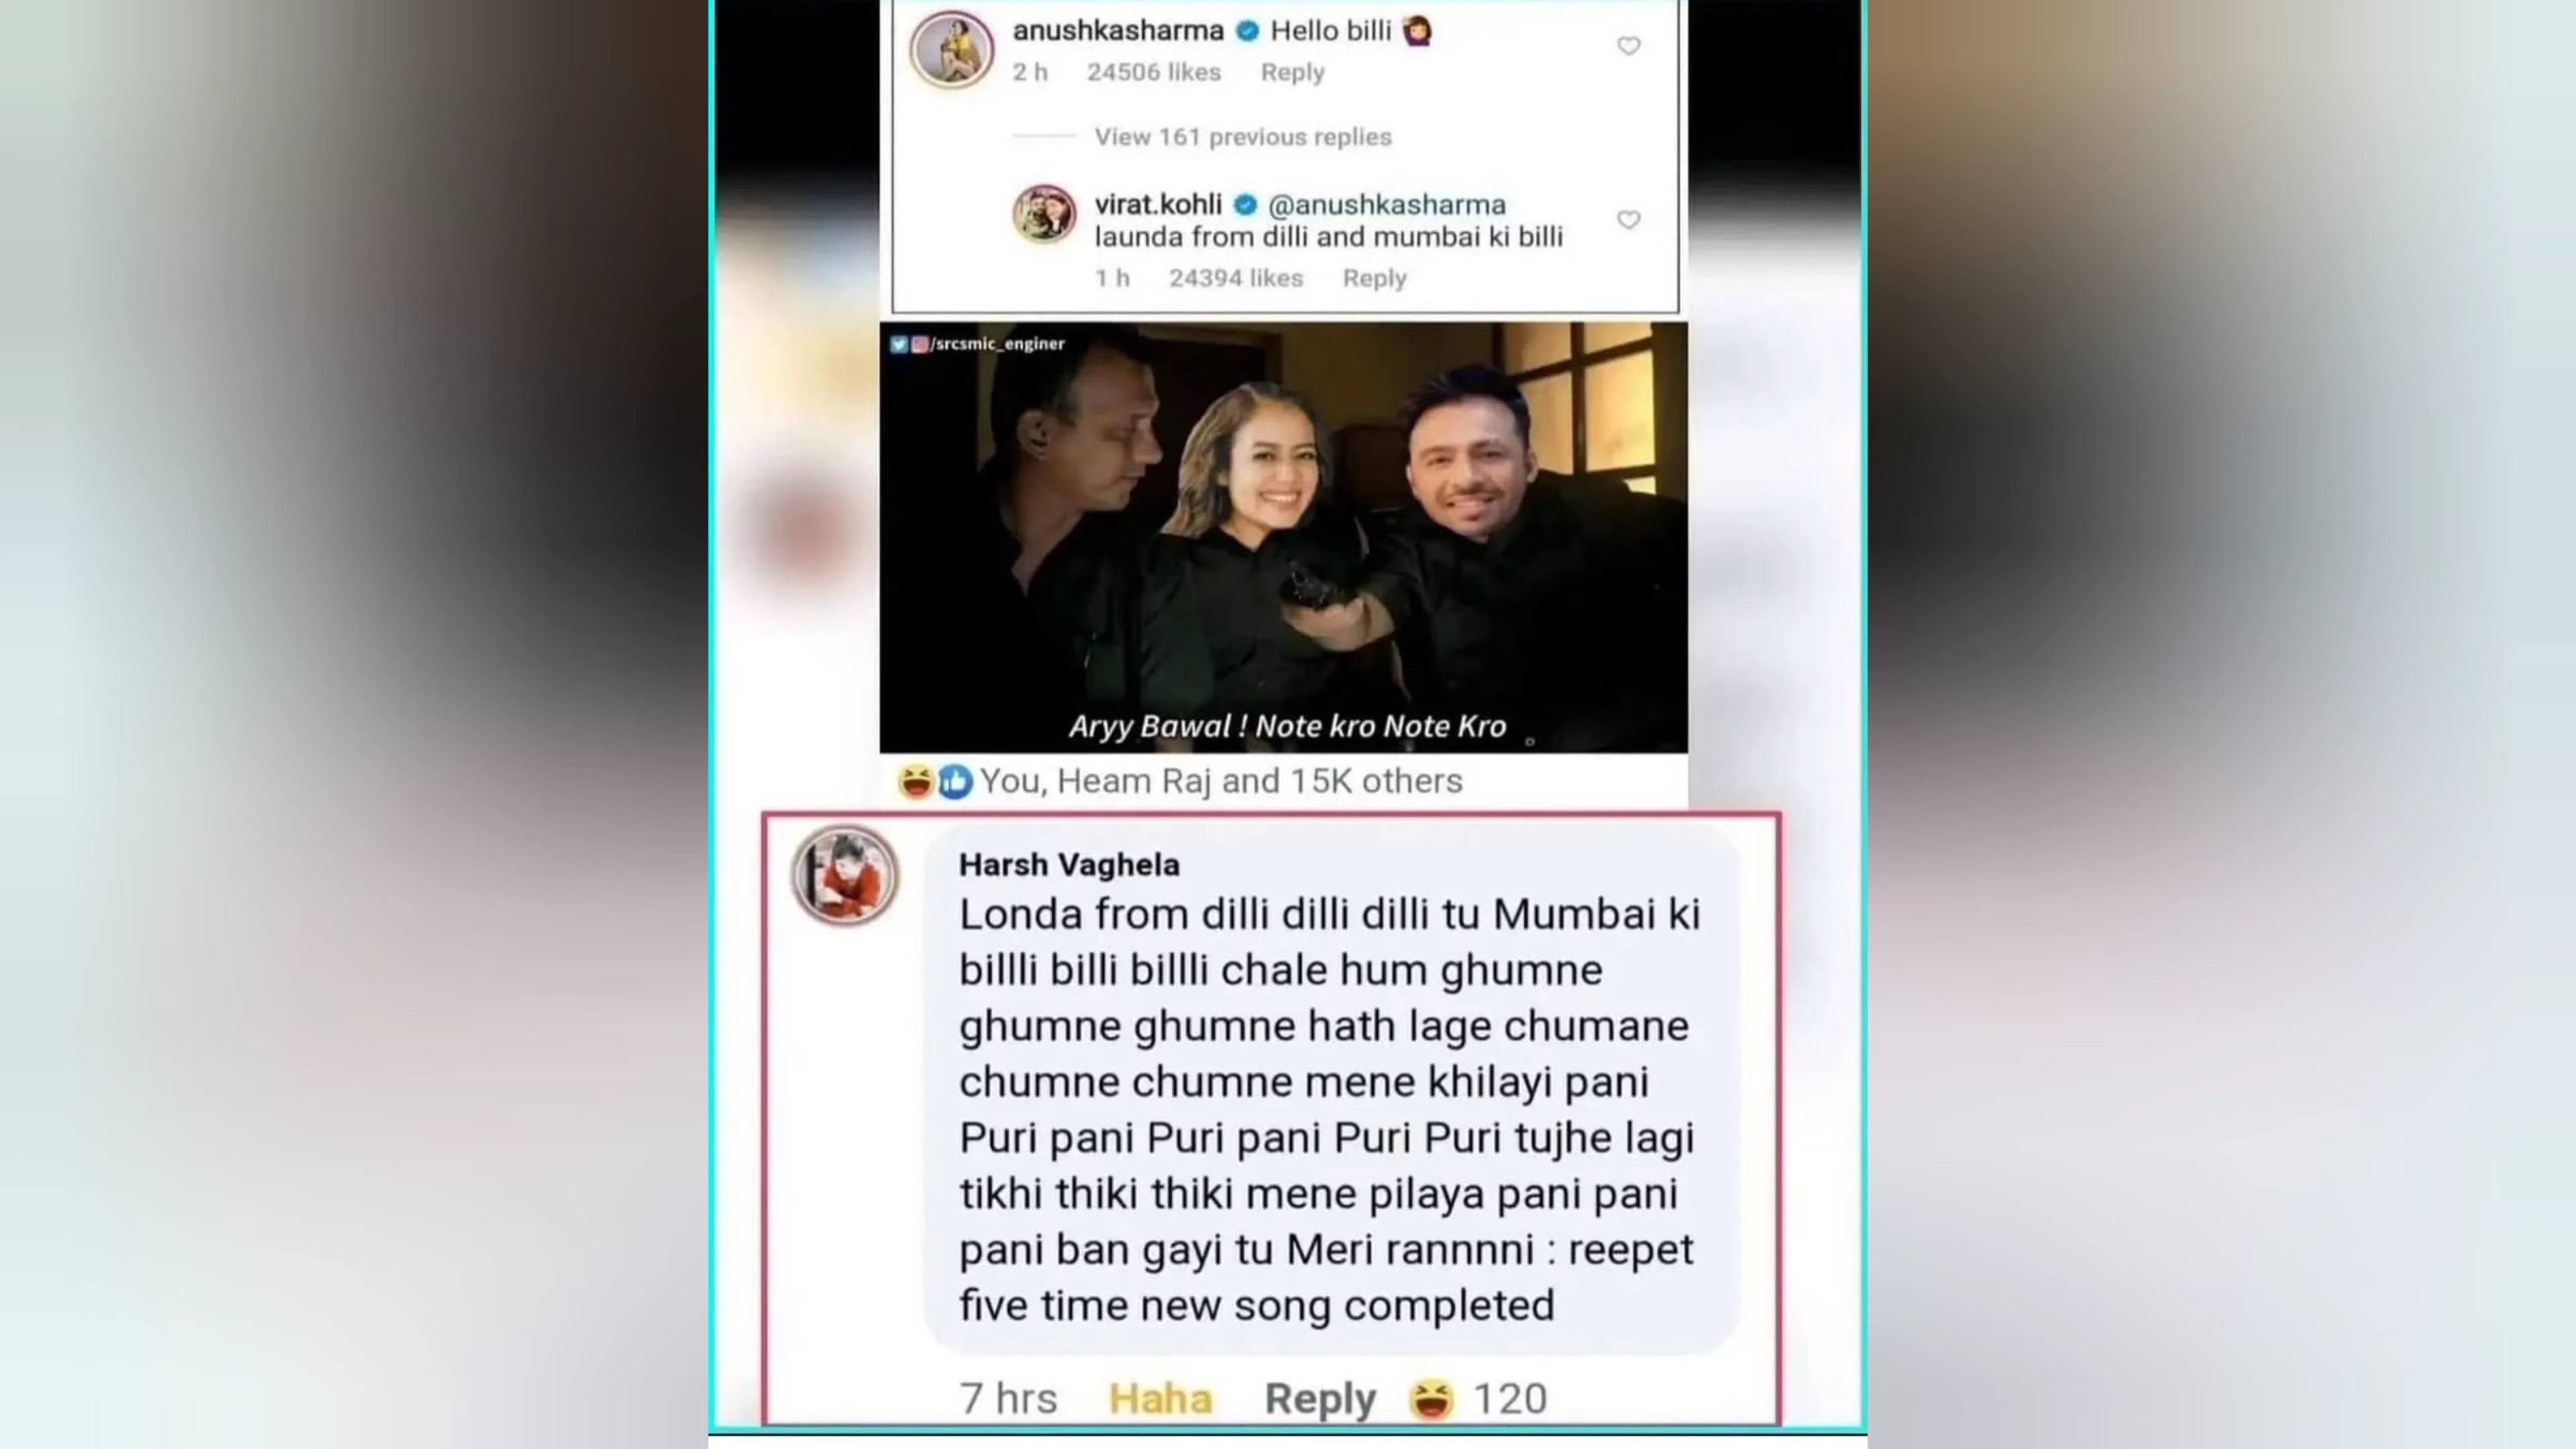 anushkasharma Hello billi
2 h 24506 likes Reply
View 161 previous replies
virat.kohli @anushkasharma
launda from dilli and mumbai ki billi
1 h 24394 likes Reply
/srcsmic_enginer
Aryy Bawal ! Note kro Note Kro
You, Heam Raj and 15K others
Harsh Vaghela
Londa from dilli dilli dilli tu Mumbai ki
billli billi billli chale hum ghumne
ghumne ghumne hath lage chumane
chumne chumne mene khilayi pani
Puri pani Puri pani Puri Puri tujhe lagi
tikhi thiki thiki mene pilaya pani pani
pani ban gayi tu Meri rannnni : reepet
five time new song completed
7 hrs Haha Reply 120